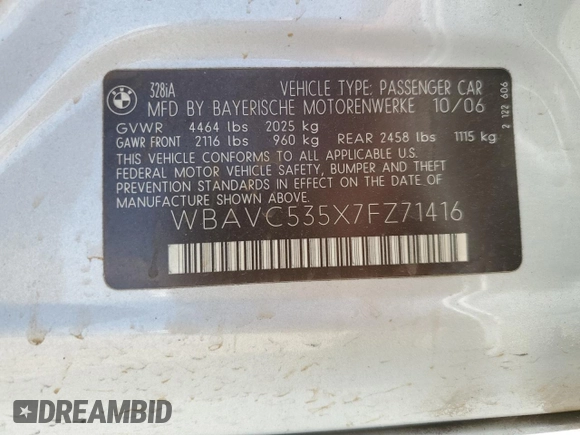 BMW
328iA VEHICLE TYPE: PASSENGER CAR
MFD BY BAYERISCHE MOTORENWERKE 10/06
GVWR 4464 lbs 2025 kg
GAWR FRONT 2116 lbs 960 kg REAR 2458 lbs 1115 kg
THIS VEHICLE CONFORMS TO ALL APPLICABLE U.S.
FEDERAL MOTOR VEHICLE SAFETY, BUMPER, AND THEFT
PREVENTION STANDARDS IN EFFECT ON THE DATE OF
MANUFACTURE SHOWN ABOVE.
WBAVC535X7FZ71416
2 122 606
DREAMBID